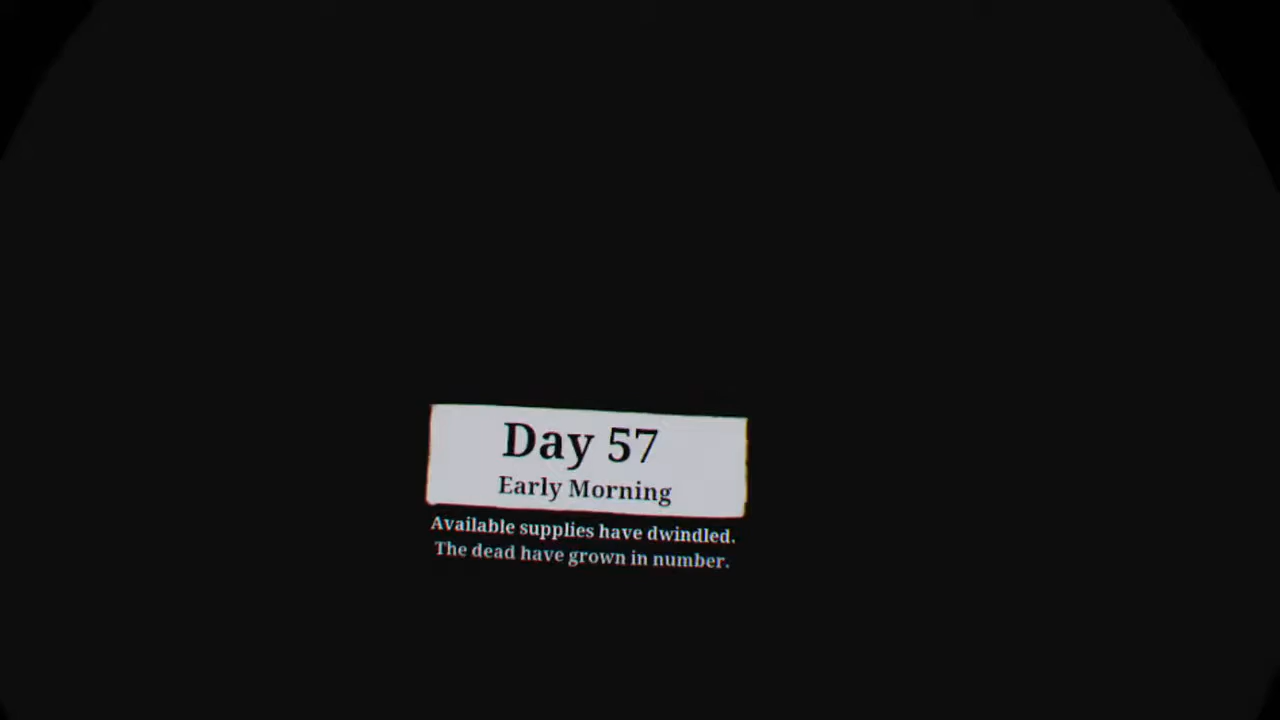 Day 57
Early Morning
Available supplies have dwindled.
The dead have grown in number.